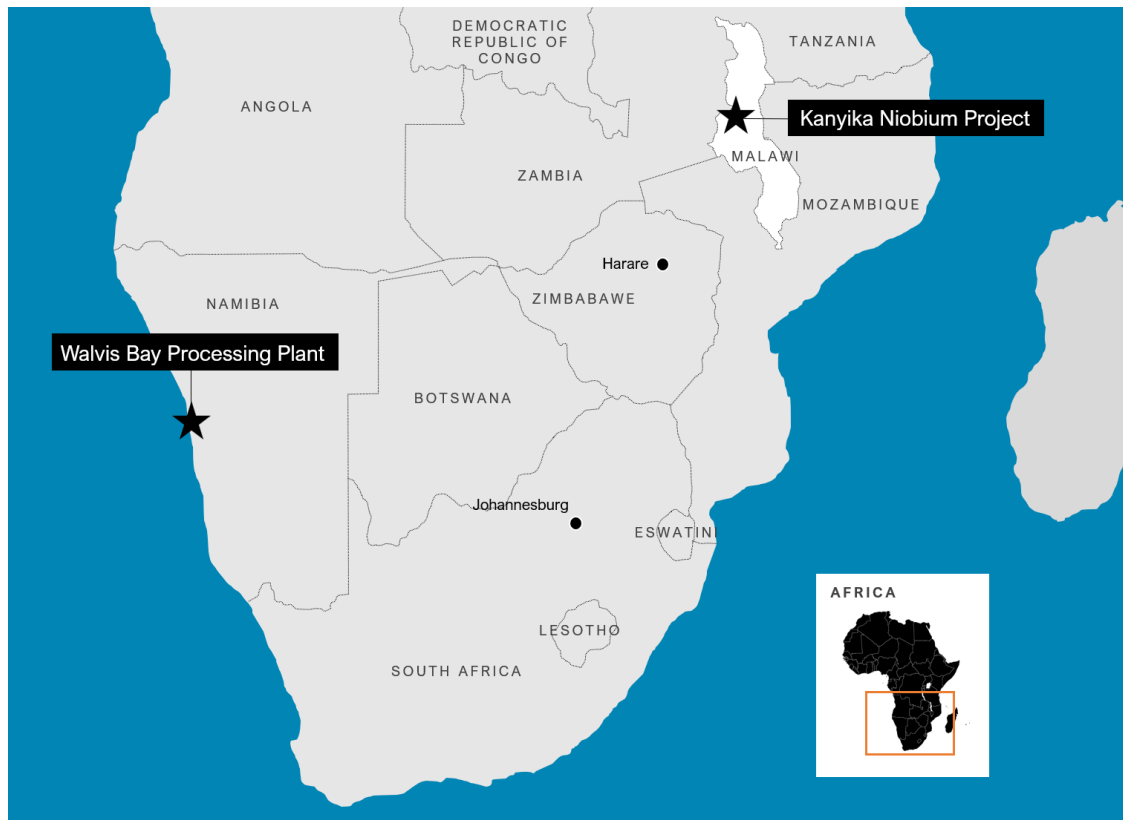 DEMOCRATIC
REPUBLIC OF
CONGO
TANZANIA
ANGOLA
Kanyika Niobium Project
MALAWI
ZAMBIA
MOZAMBIQUE
Harare
NAMIBIA
ZIMBABAWE
Walvis Bay Processing Plant
BOTSWANA
Johannesburg
ESWATINI
AFRICA
LESOTHO
SOUTH AFRICA